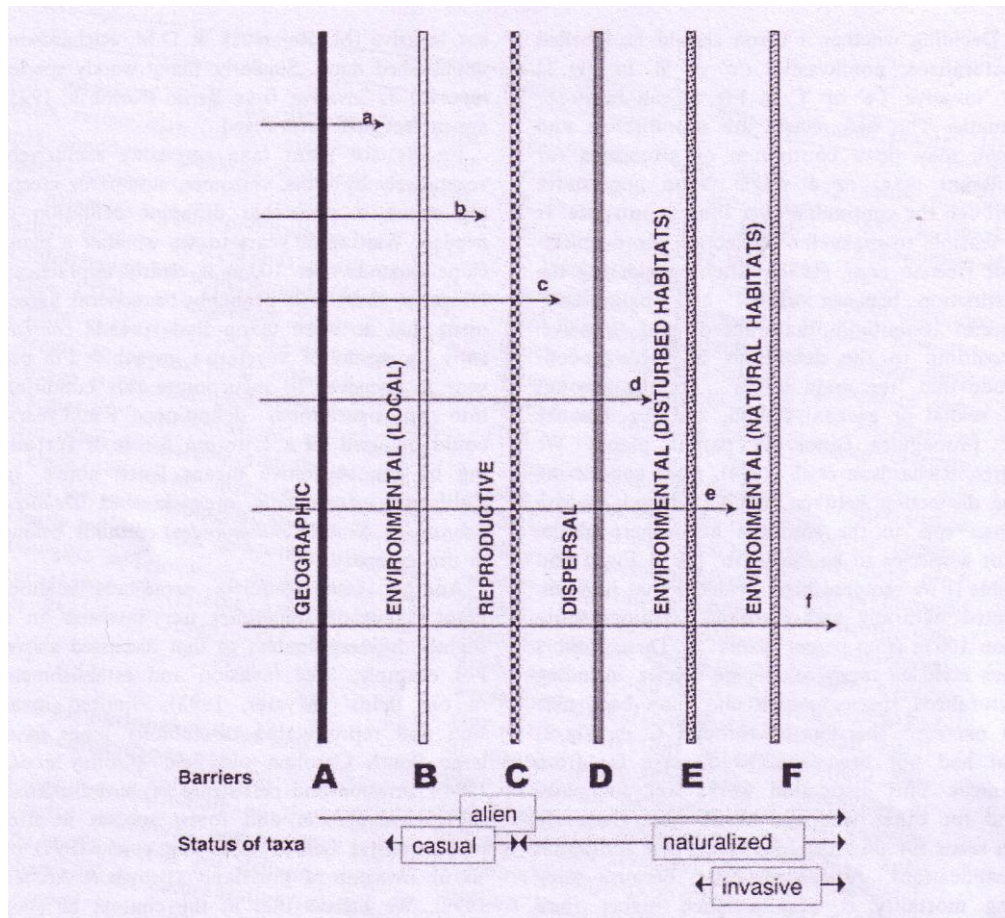 a
b
c
d
e
f
GEOGRAPHIC
ENVIRONMENTAL (LOCAL)
REPRODUCTIVE
DISPERSAL
ENVIRONMENTAL (DISTURBED HABITATS)
ENVIRONMENTAL (NATURAL HABITATS)
Barriers A B C D E F
alien
Status of taxa casual naturalized
invasive